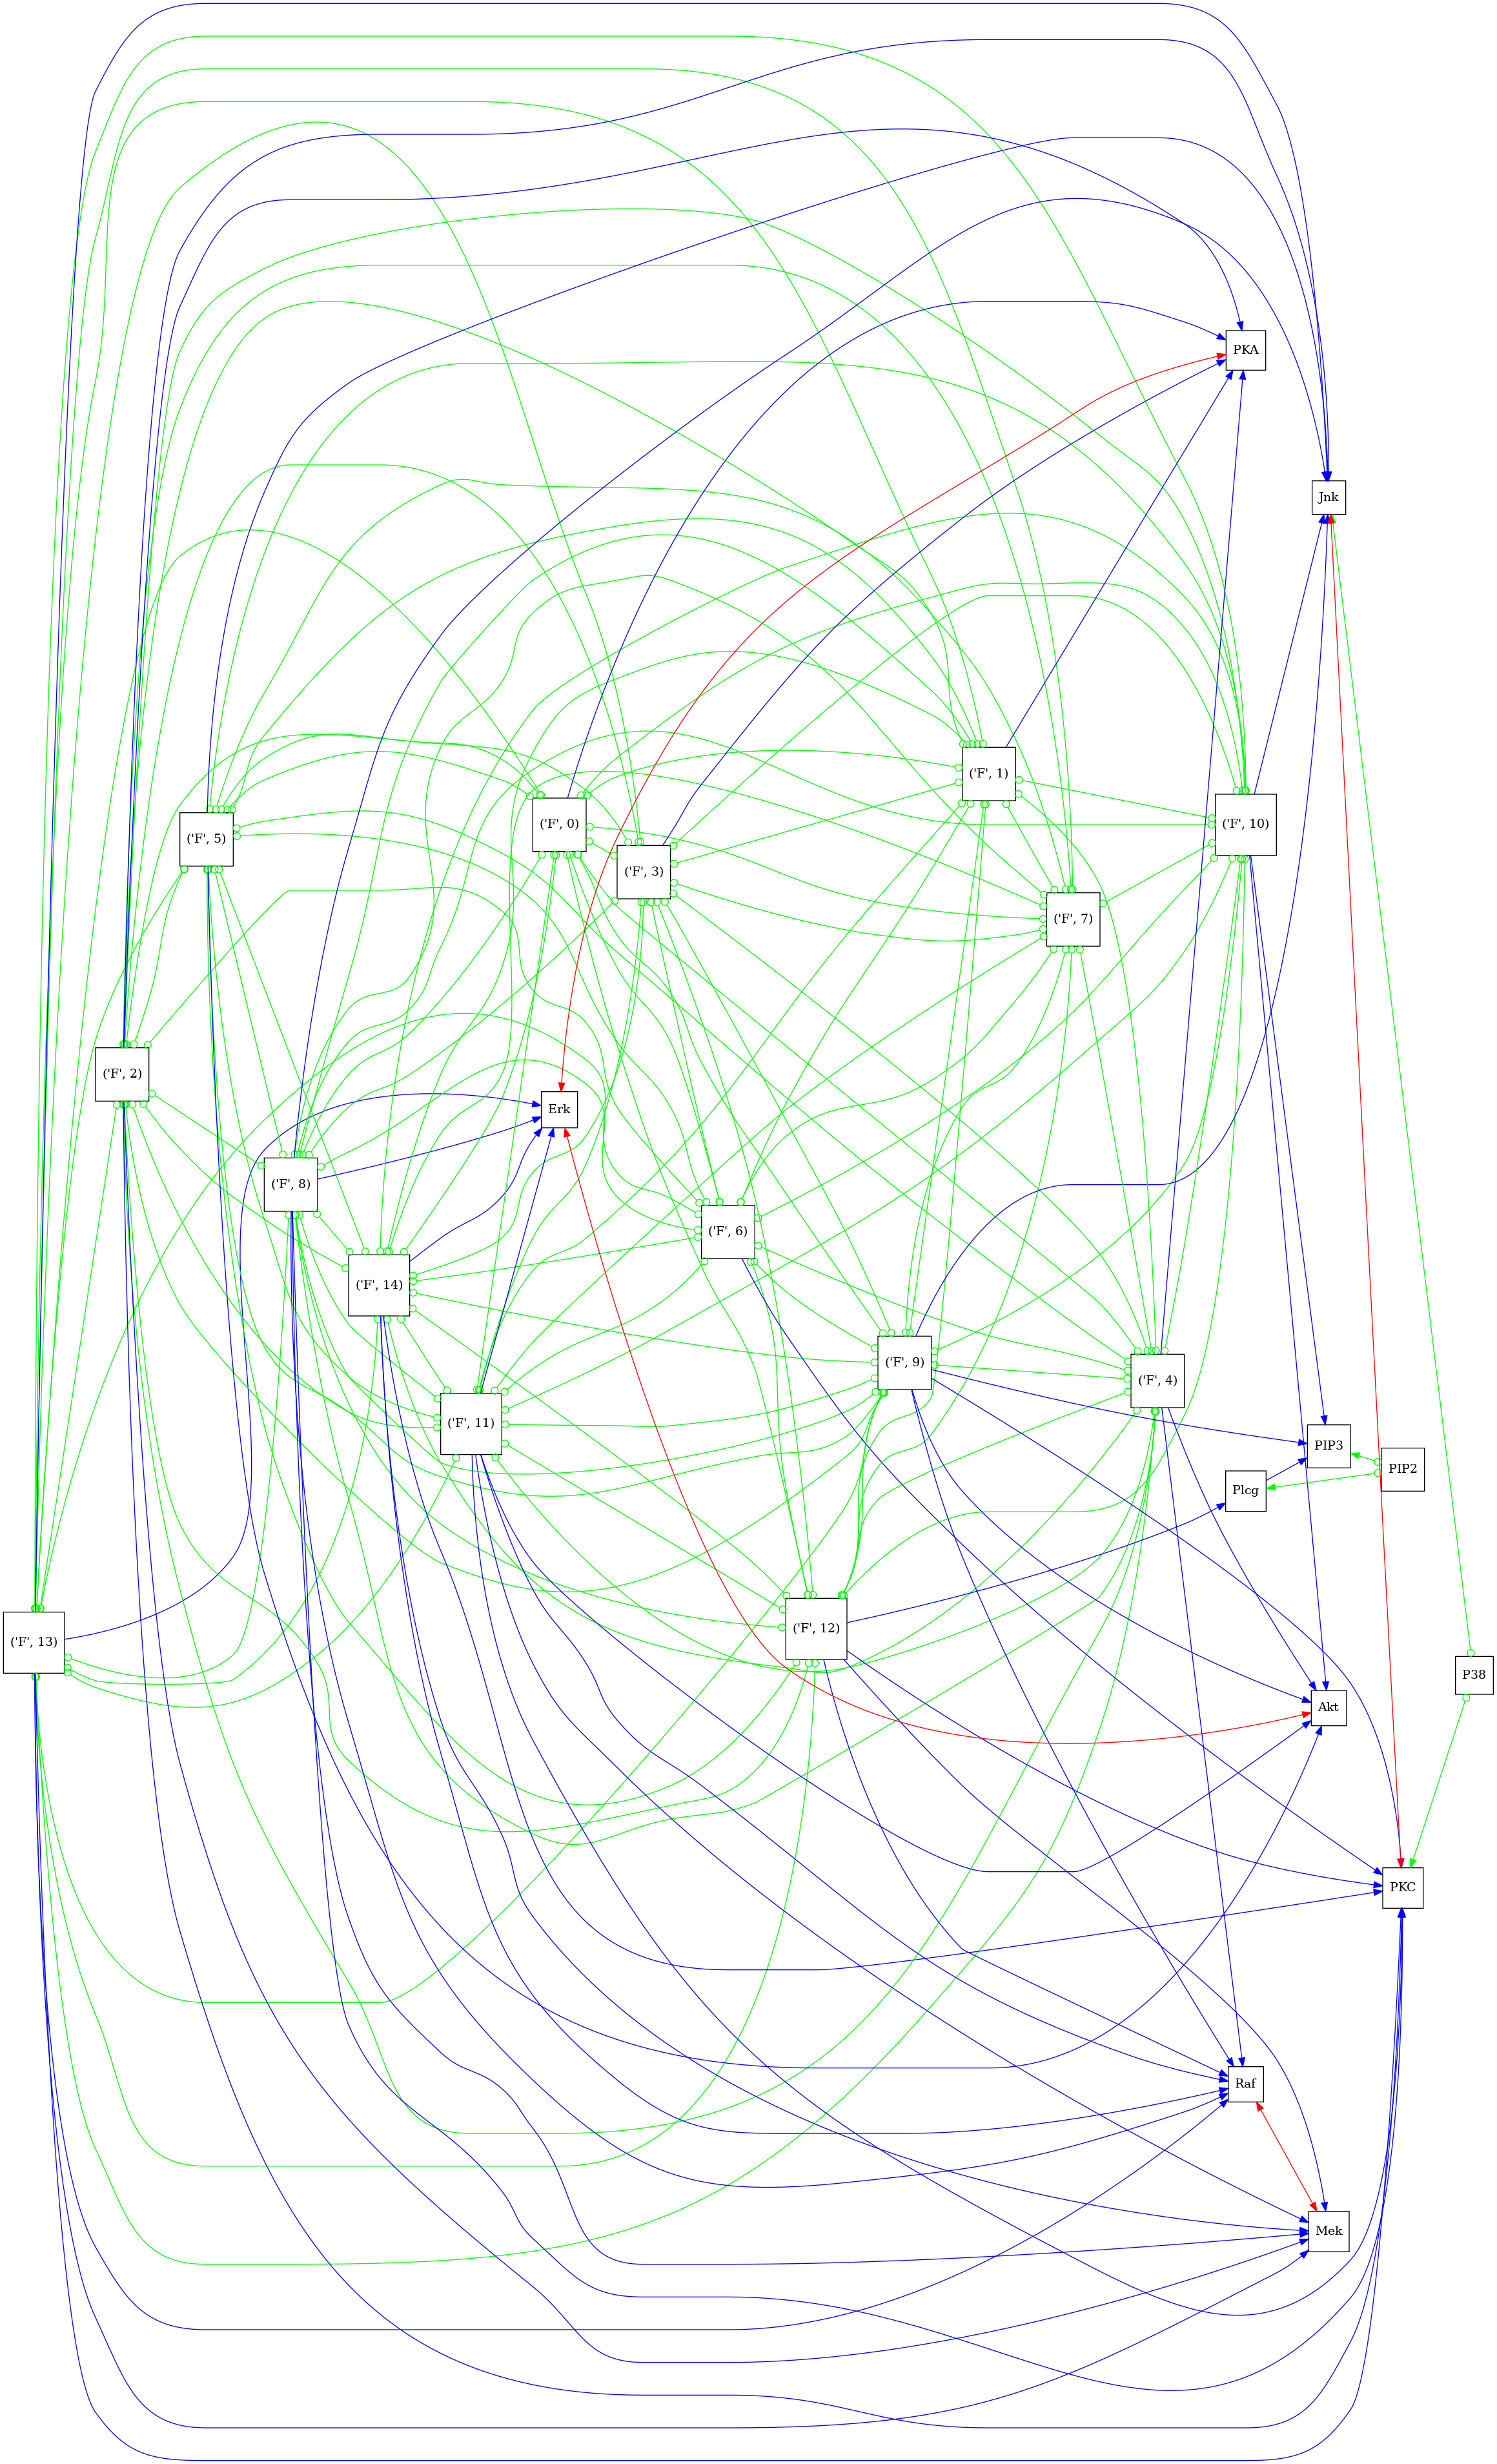 PKA
Jnk
('F', 1)
('F', 10)
('F', 0)
('F', 5)
('F', 3)
('F', 7)
('F', 2)
Erk
('F', 8)
('F', 6)
('F', 14)
('F', 9)
('F', 4)
('F', 11)
PIP3
PIP2
Plcg
('F', 12)
('F', 13)
P38
Akt
PKC
Raf
Mek